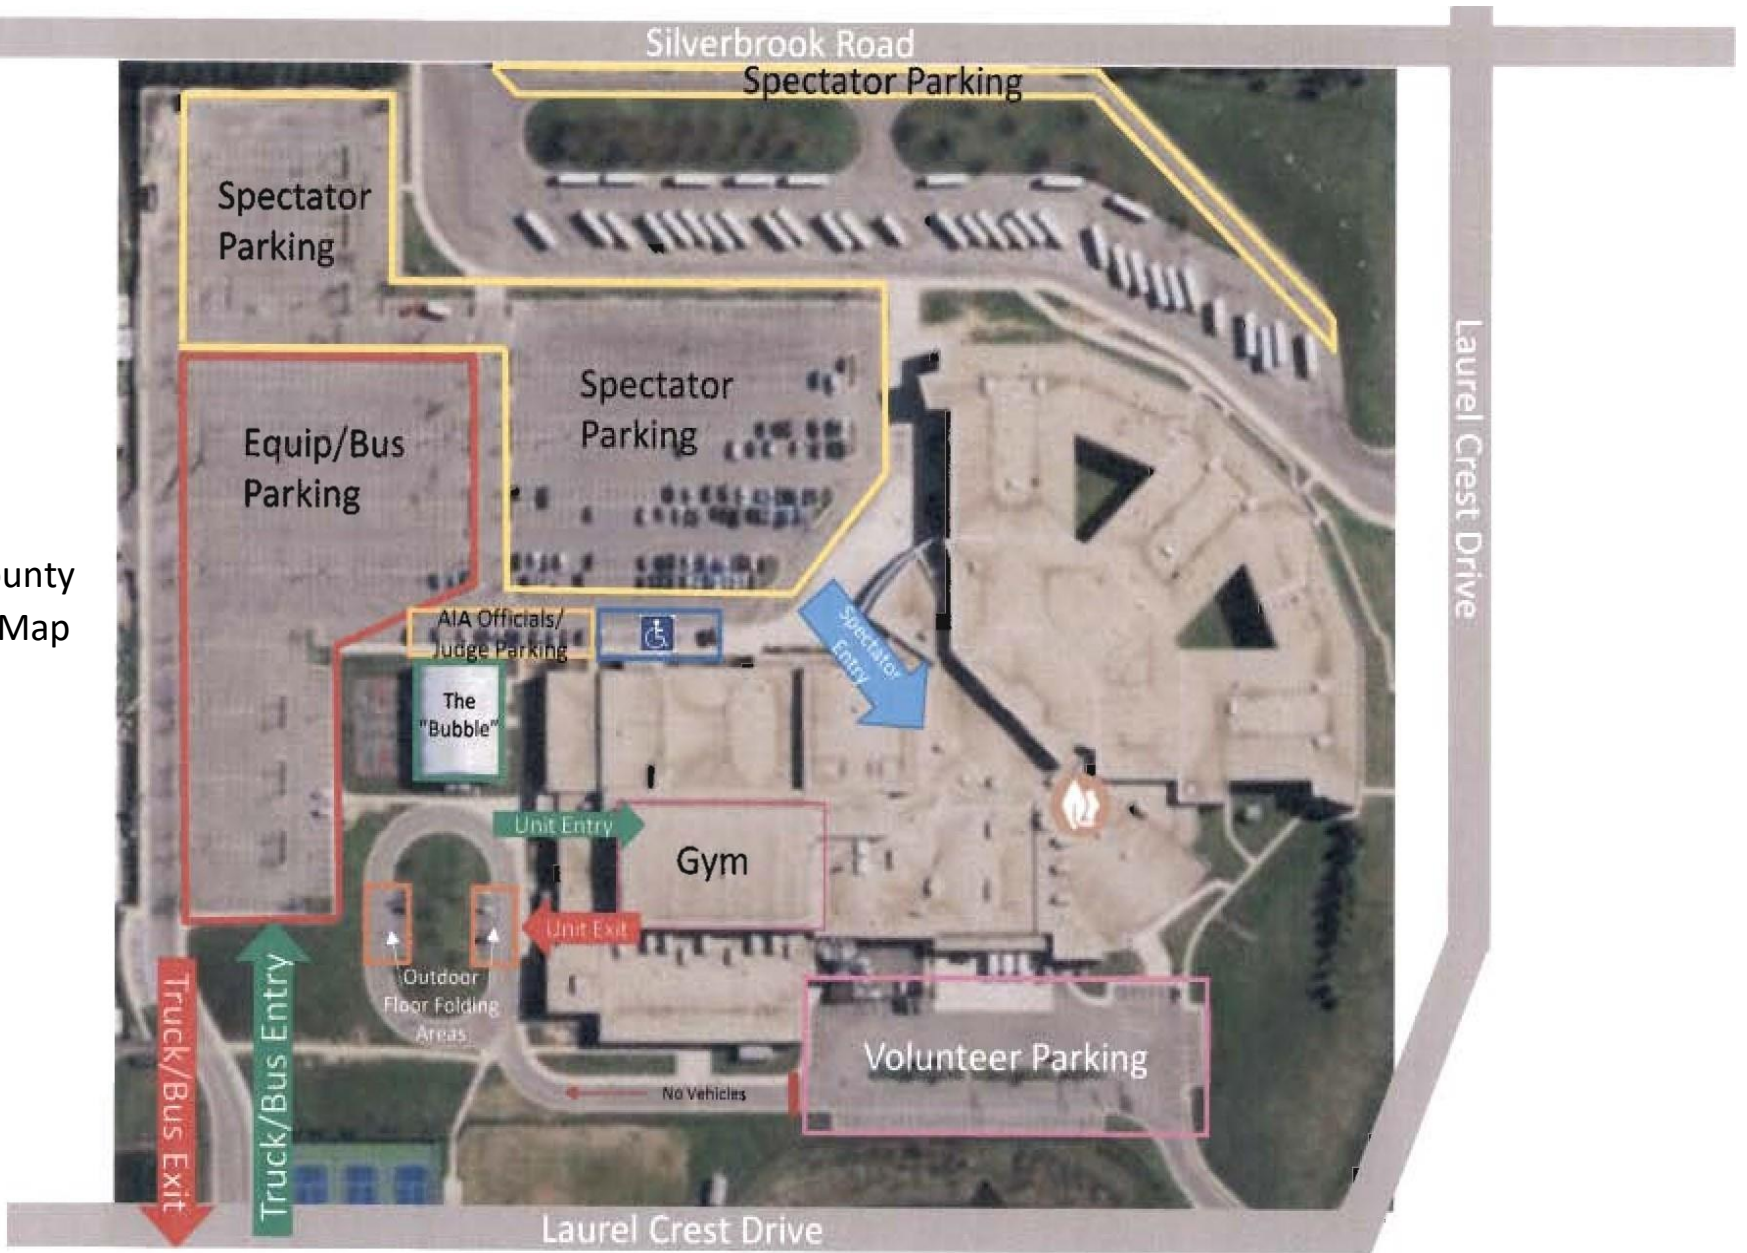 Silverbrook Road
Spectator Parking
Spectator
Parking
Spectator
Parking
Equip/Bus
Parking
Laurel Crest Drive
Map
AIA Officials/
Judge Parking
Spectator
Entry
The
"Bubble"
Unit Entry
Gym
Unit Exit
Outdoor
Floor Folding
Areas
Truck/Bus Exit
Truck/Bus Entry
Volunteer Parking
No Vehicles
Laurel Crest Drive